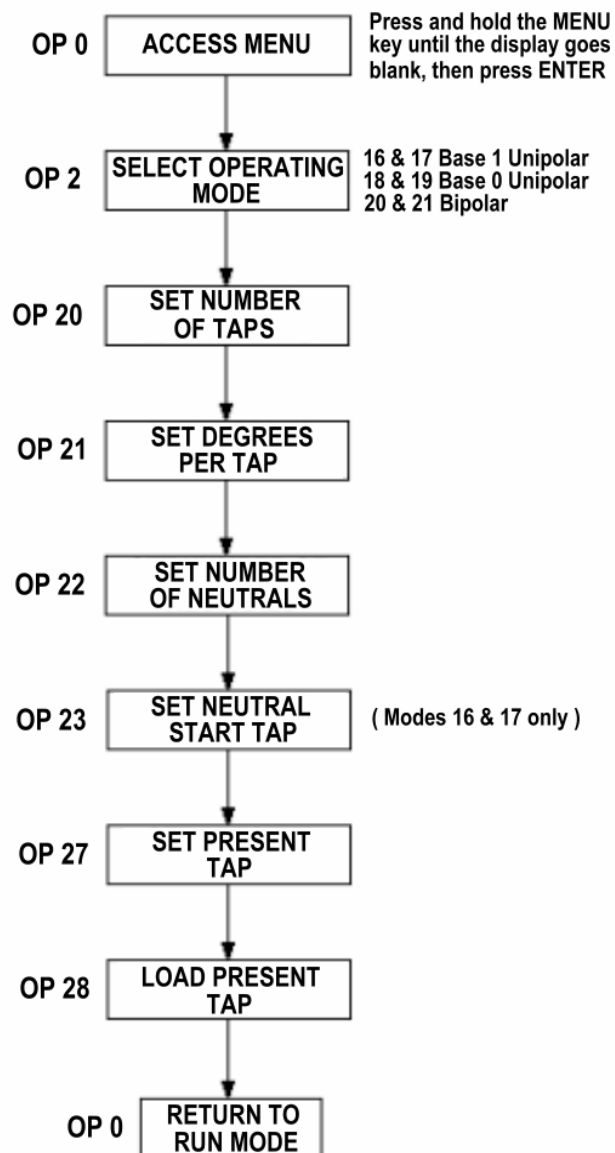 OP 0
ACCESS MENU
Press and hold the MENU
key until the display goes
blank, then press ENTER
OP 2
SELECT OPERATING
MODE
16 & 17 Base 1 Unipolar
18 & 19 Base 0 Unipolar
20 & 21 Bipolar
OP 20
SET NUMBER
OF TAPS
OP 21
SET DEGREES
PER TAP
OP 22
SET NUMBER
OF NEUTRALS
OP 23
SET NEUTRAL
START TAP
( Modes 16 & 17 only )
OP 27
SET PRESENT
TAP
OP 28
LOAD PRESENT
TAP
OP 0
RETURN TO
RUN MODE